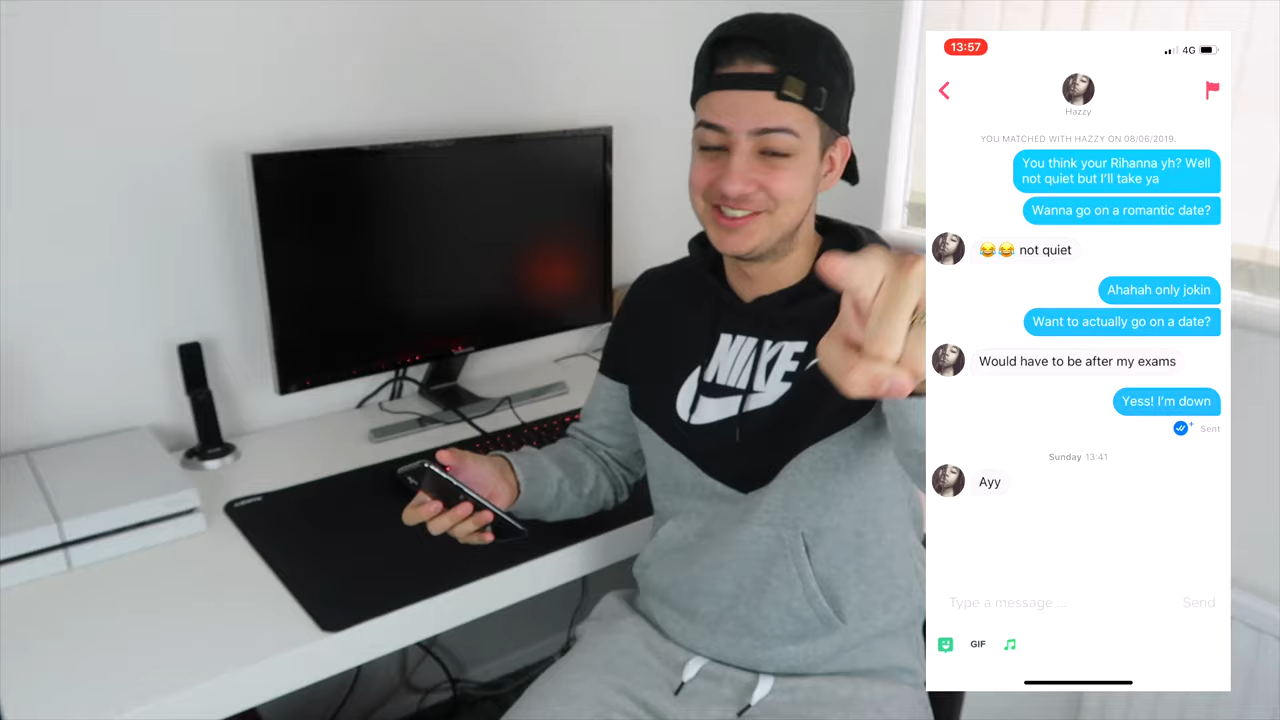 NIKE
13:57
4G
Hazzy
YOU MATCHED WITH HAZZY ON 08/06/2019.
You think your Rihanna yh? Well
not quiet but I'll take ya
Wanna go on a romantic date?
😂😂 not quiet
Ahahah only jokin
Want to actually go on a date?
Would have to be after my exams
Yess! I'm down
Sent
Sunday 13:41
Ayy
Type a message ...
Send
GIF